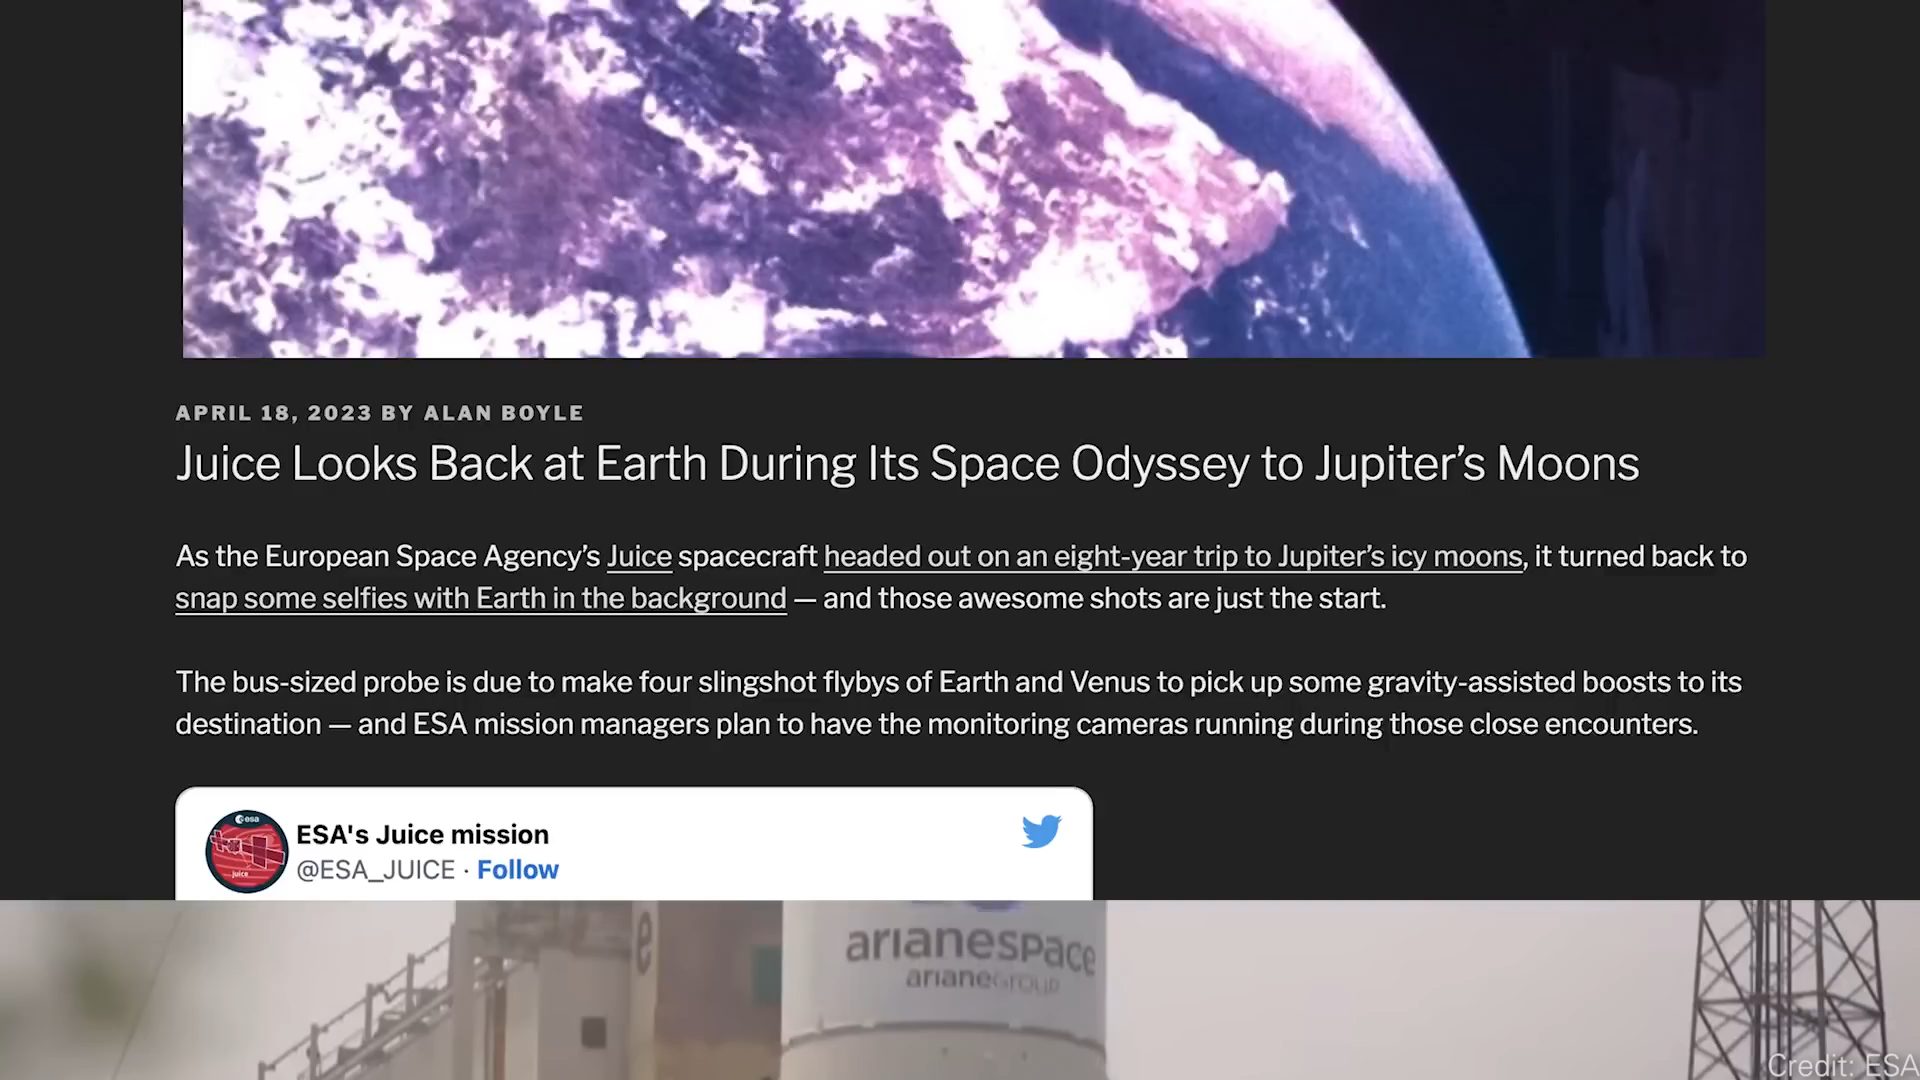 APRIL 18, 2023 BY ALAN BOYLE
Juice Looks Back at Earth During Its Space Odyssey to Jupiter’s Moons
As the European Space Agency’s Juice spacecraft headed out on an eight-year trip to Jupiter’s icy moons, it turned back to
snap some selfies with Earth in the background — and those awesome shots are just the start.
The bus-sized probe is due to make four slingshot flybys of Earth and Venus to pick up some gravity-assisted boosts to its
destination — and ESA mission managers plan to have the monitoring cameras running during those close encounters.
esa
juice
ESA's Juice mission
@ESA_JUICE · Follow
e
arianespace
arianeGROUP
Credit: ESA